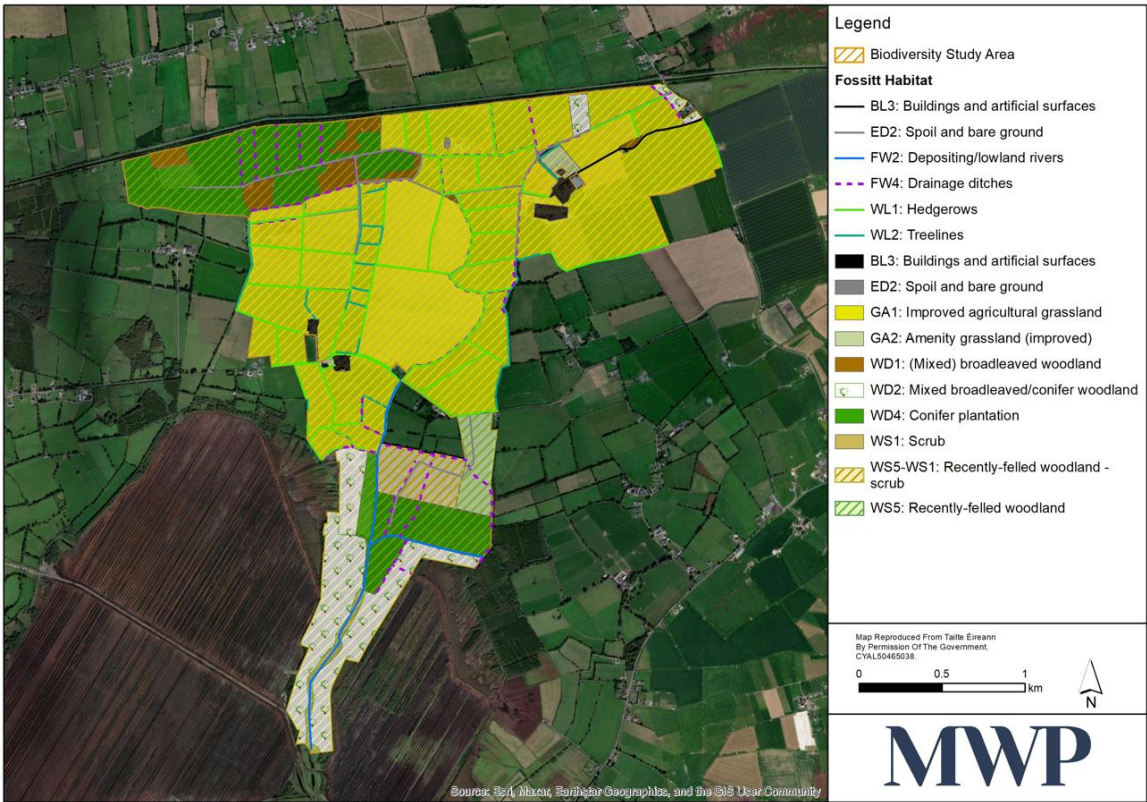 Legend
Biodiversity Study Area
Fossitt Habitat
BL3: Buildings and artificial surfaces
ED2: Spoil and bare ground
FW2: Depositing/lowland rivers
FW4: Drainage ditches
WL1: Hedgerows
WL2: Treelines
BL3: Buildings and artificial surfaces
ED2: Spoil and bare ground
GA1: Improved agricultural grassland
GA2: Amenity grassland (improved)
WD1: (Mixed) broadleaved woodland
WD2: Mixed broadleaved/conifer woodland
WD4: Conifer plantation
WS1: Scrub
WS5-WS1: Recently-felled woodland -
scrub
WS5: Recently-felled woodland
Map Reproduced From Tailte Éireann
By Permission Of The Government.
CYAL50465038.
0 0.5 1
km
N
MWP
Source: Esri, Maxar, Earthstar Geographics, and the GIS User Community